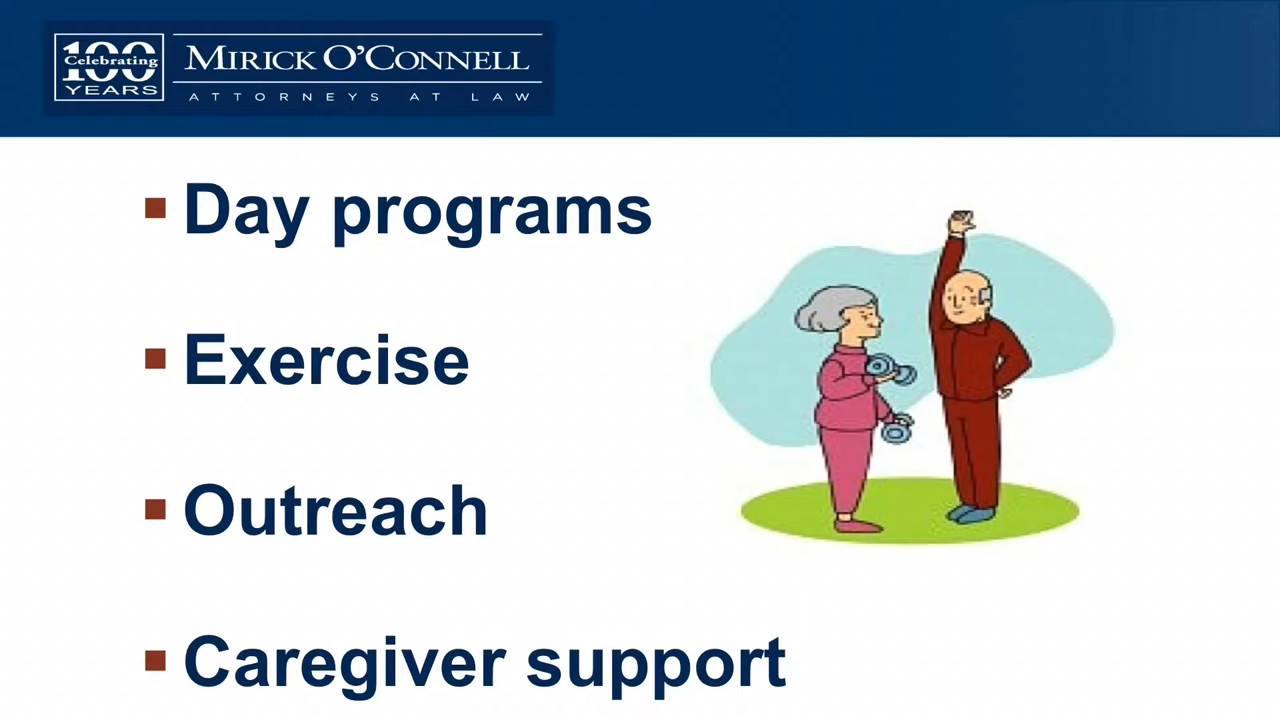 100
Celebrating
YEARS
MIRICK O'CONNELL
ATTORNEYS AT LAW
Day programs
Exercise
Outreach
Caregiver support